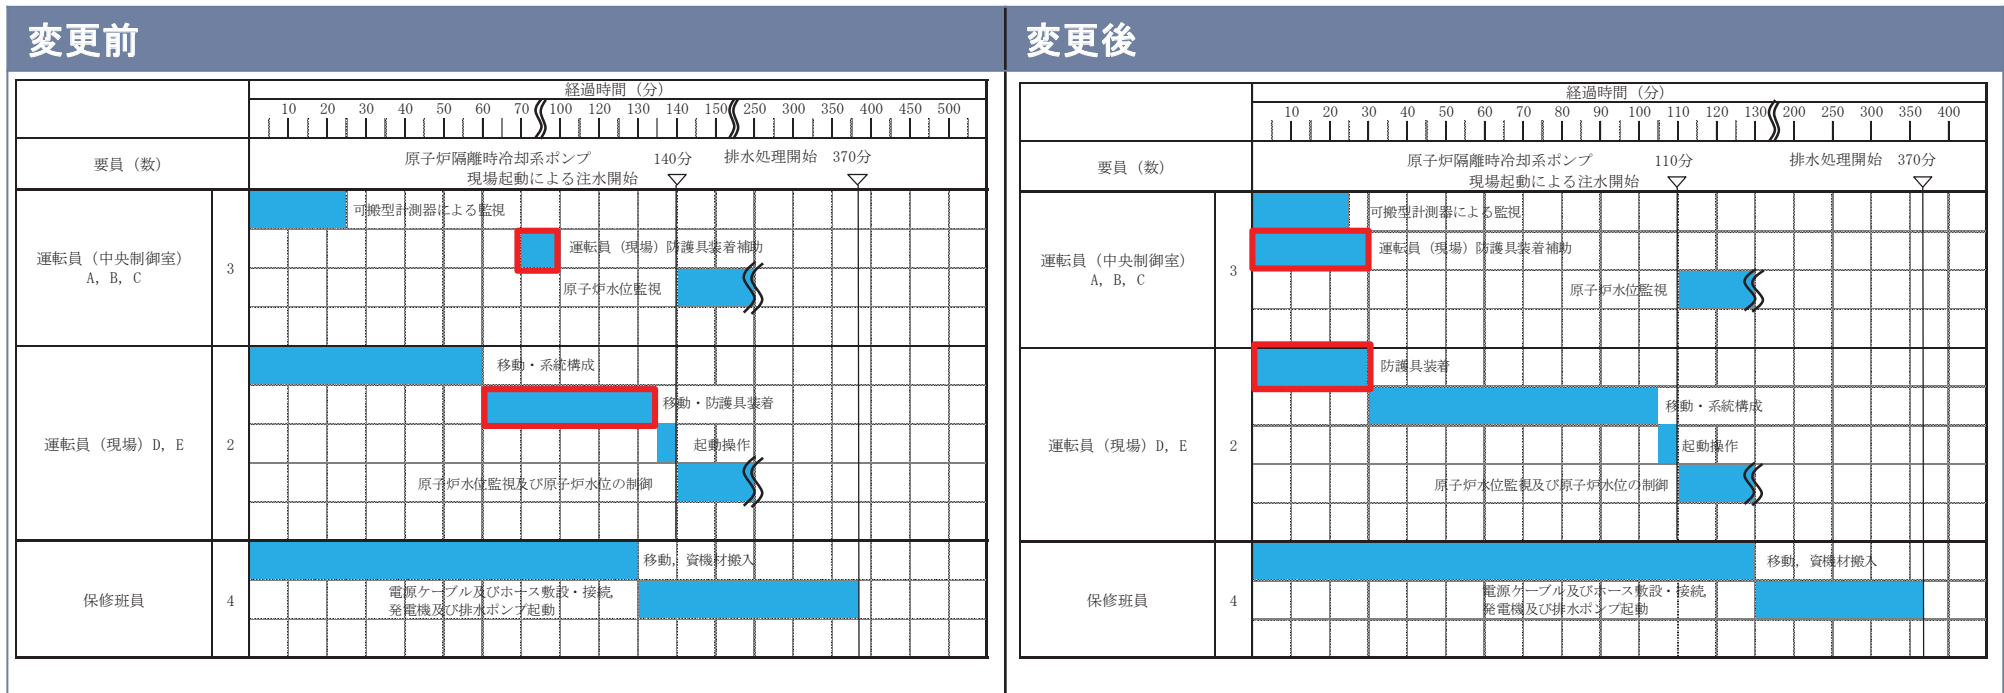 変更前
経過時間（分）
10 20 30 40 50 60 70 100 120 130 140 150 250 300 350 400 450 500
要員（数）
原子炉隔離時冷却系ポンプ
現場起動による注水開始
140分
排水処理開始 370分
運転員（中央制御室）
A, B, C
3
可搬型計測器による監視
運転員（現場）防護具装着補助
原子炉水位監視
運転員（現場）D, E
2
移動・系統構成
移動・防護具装着
起動操作
原子炉水位監視及び原子炉水位の制御
保修班員
4
移動，資機材搬入
電源ケーブル及びホース敷設・接続，
発電機及び排水ポンプ起動
変更後
経過時間（分）
10 20 30 40 50 60 70 80 90 100 110 120 130 200 250 300 350 400
要員（数）
原子炉隔離時冷却系ポンプ
現場起動による注水開始
110分
排水処理開始 370分
運転員（中央制御室）
A, B, C
3
可搬型計測器による監視
運転員（現場）防護具装着補助
原子炉水位監視
運転員（現場）D, E
2
防護具装着
移動・系統構成
起動操作
原子炉水位監視及び原子炉水位の制御
保修班員
4
移動，資機材搬入
電源ケーブル及びホース敷設・接続，
発電機及び排水ポンプ起動